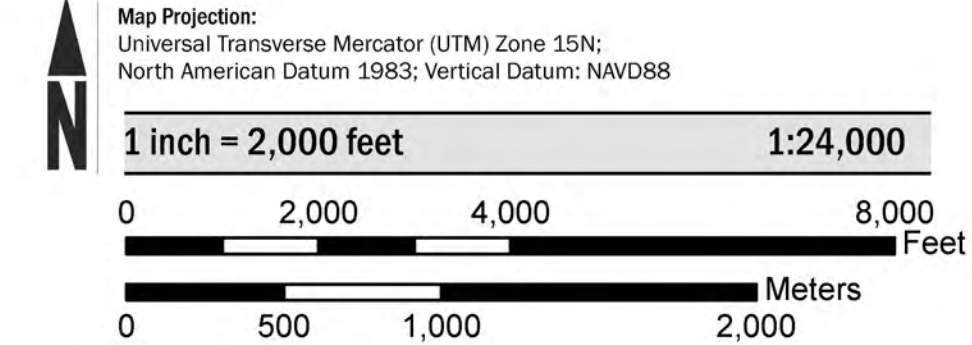 Map Projection:
Universal Transverse Mercator (UTM) Zone 15N;
North American Datum 1983; Vertical Datum: NAVD88
N
1 inch = 2,000 feet 1:24,000
0 2,000 4,000 8,000
Feet
Meters
0 500 1,000 2,000